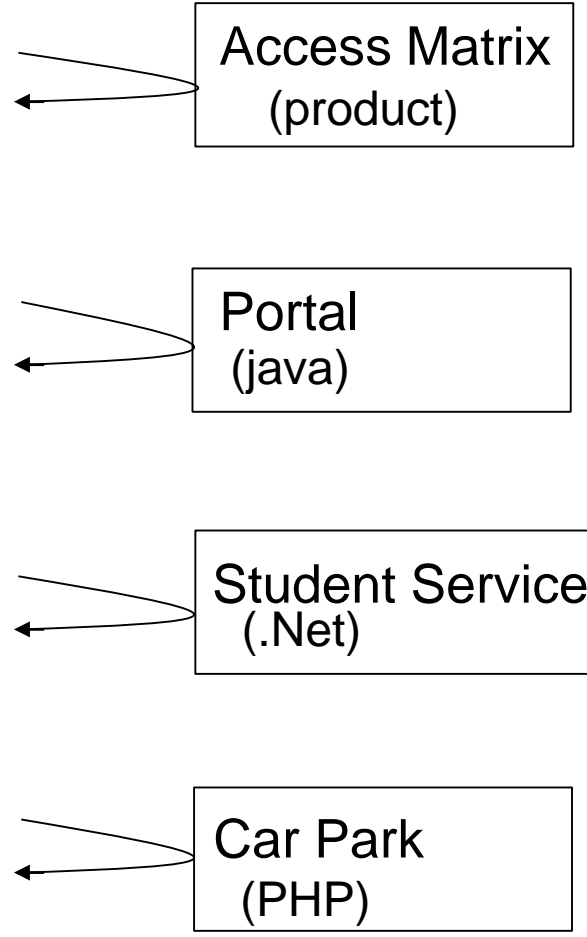 Access Matrix
(product)
Portal
(java)
Student Service
(.Net)
Car Park
(PHP)